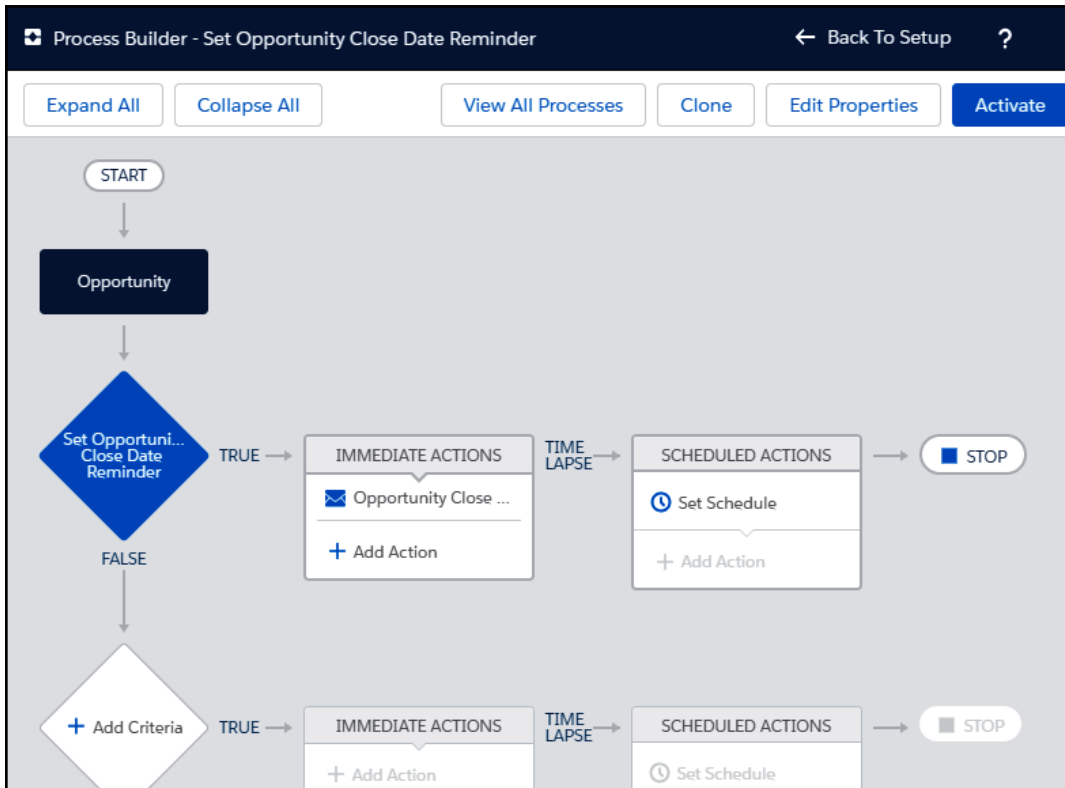 Process Builder - Set Opportunity Close Date Reminder
← Back To Setup
?
Expand All
Collapse All
View All Processes
Clone
Edit Properties
Activate
START
Opportunity
Set Opportuni...
Close Date
Reminder
TRUE
IMMEDIATE ACTIONS
Opportunity Close ...
+ Add Action
TIME
LAPSE
SCHEDULED ACTIONS
Set Schedule
+ Add Action
STOP
FALSE
+ Add Criteria
TRUE
IMMEDIATE ACTIONS
+ Add Action
TIME
LAPSE
SCHEDULED ACTIONS
Set Schedule
STOP